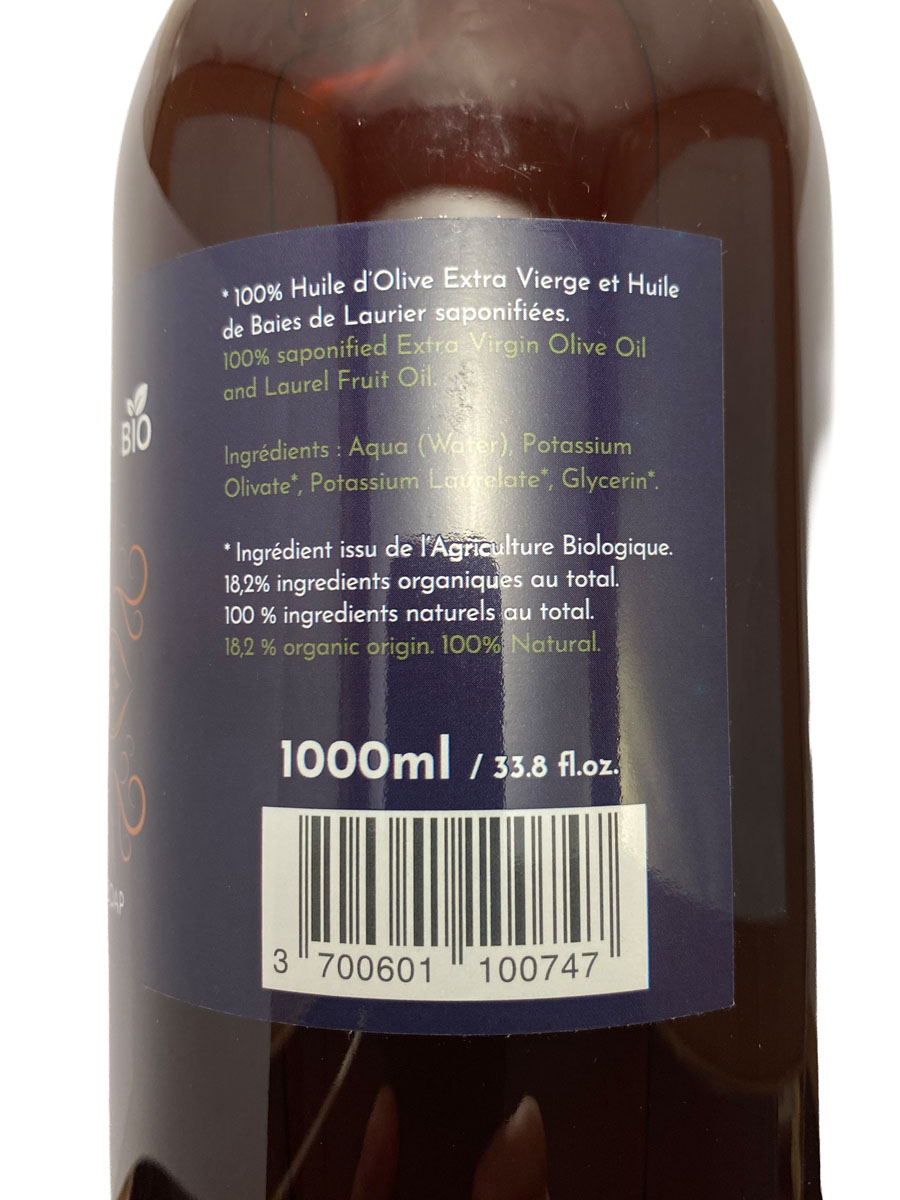 * 100% Huile d'Olive Extra Vierge et Huile
de Baies de Laurier saponifiées.
100% saponified Extra Virgin Olive Oil
and Laurel Fruit Oil.
BIO
Ingrédients : Aqua (Water), Potassium
Olivate*, Potassium Laurelate*, Glycerin*.
* Ingrédient issu de l'Agriculture Biologique.
18,2% ingredients organiques au total.
100 % ingredients naturels au total.
18,2 % organic origin. 100% Natural.
1000ml / 33.8 fl.oz.
3 700601 100747